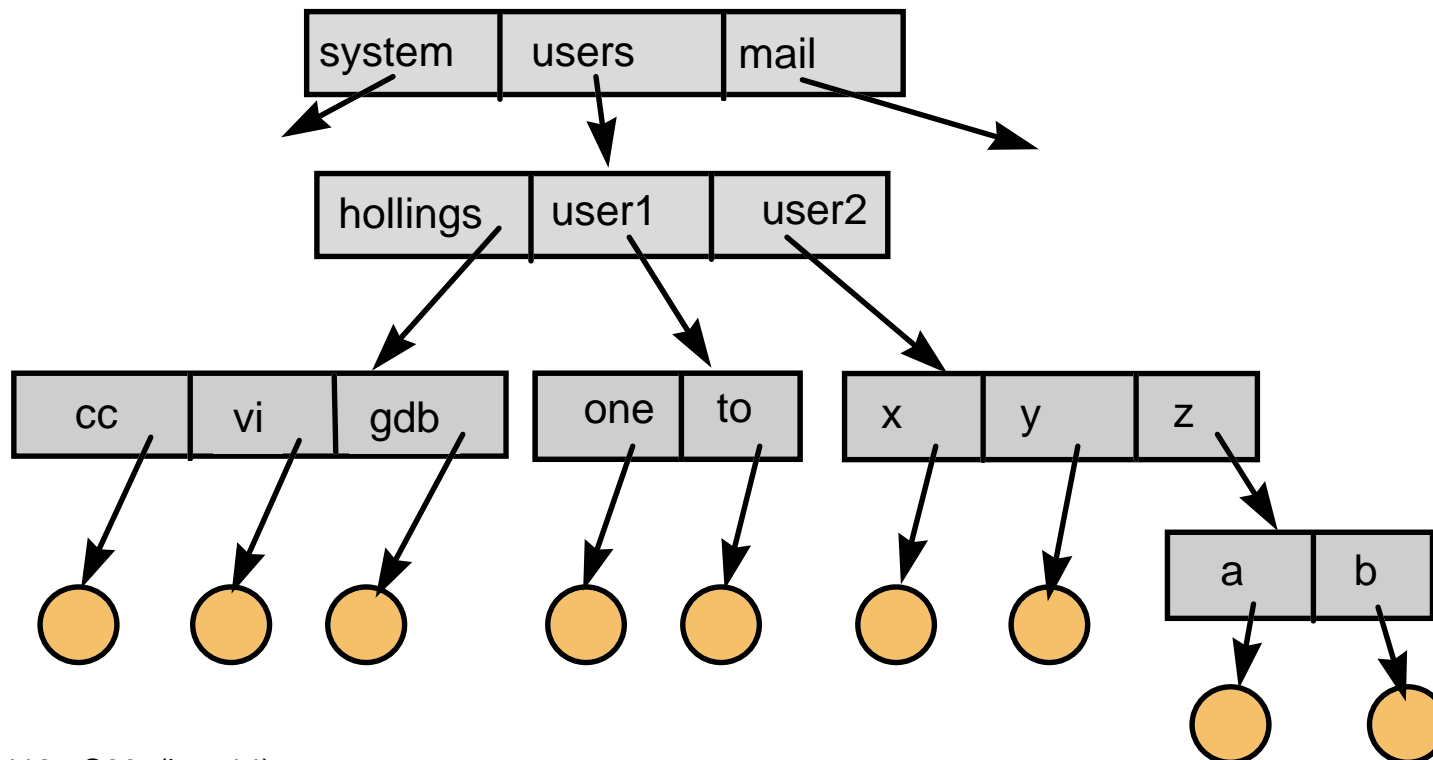 system users mail
hollings user1 user2
cc vi gdb one to x y z
a b